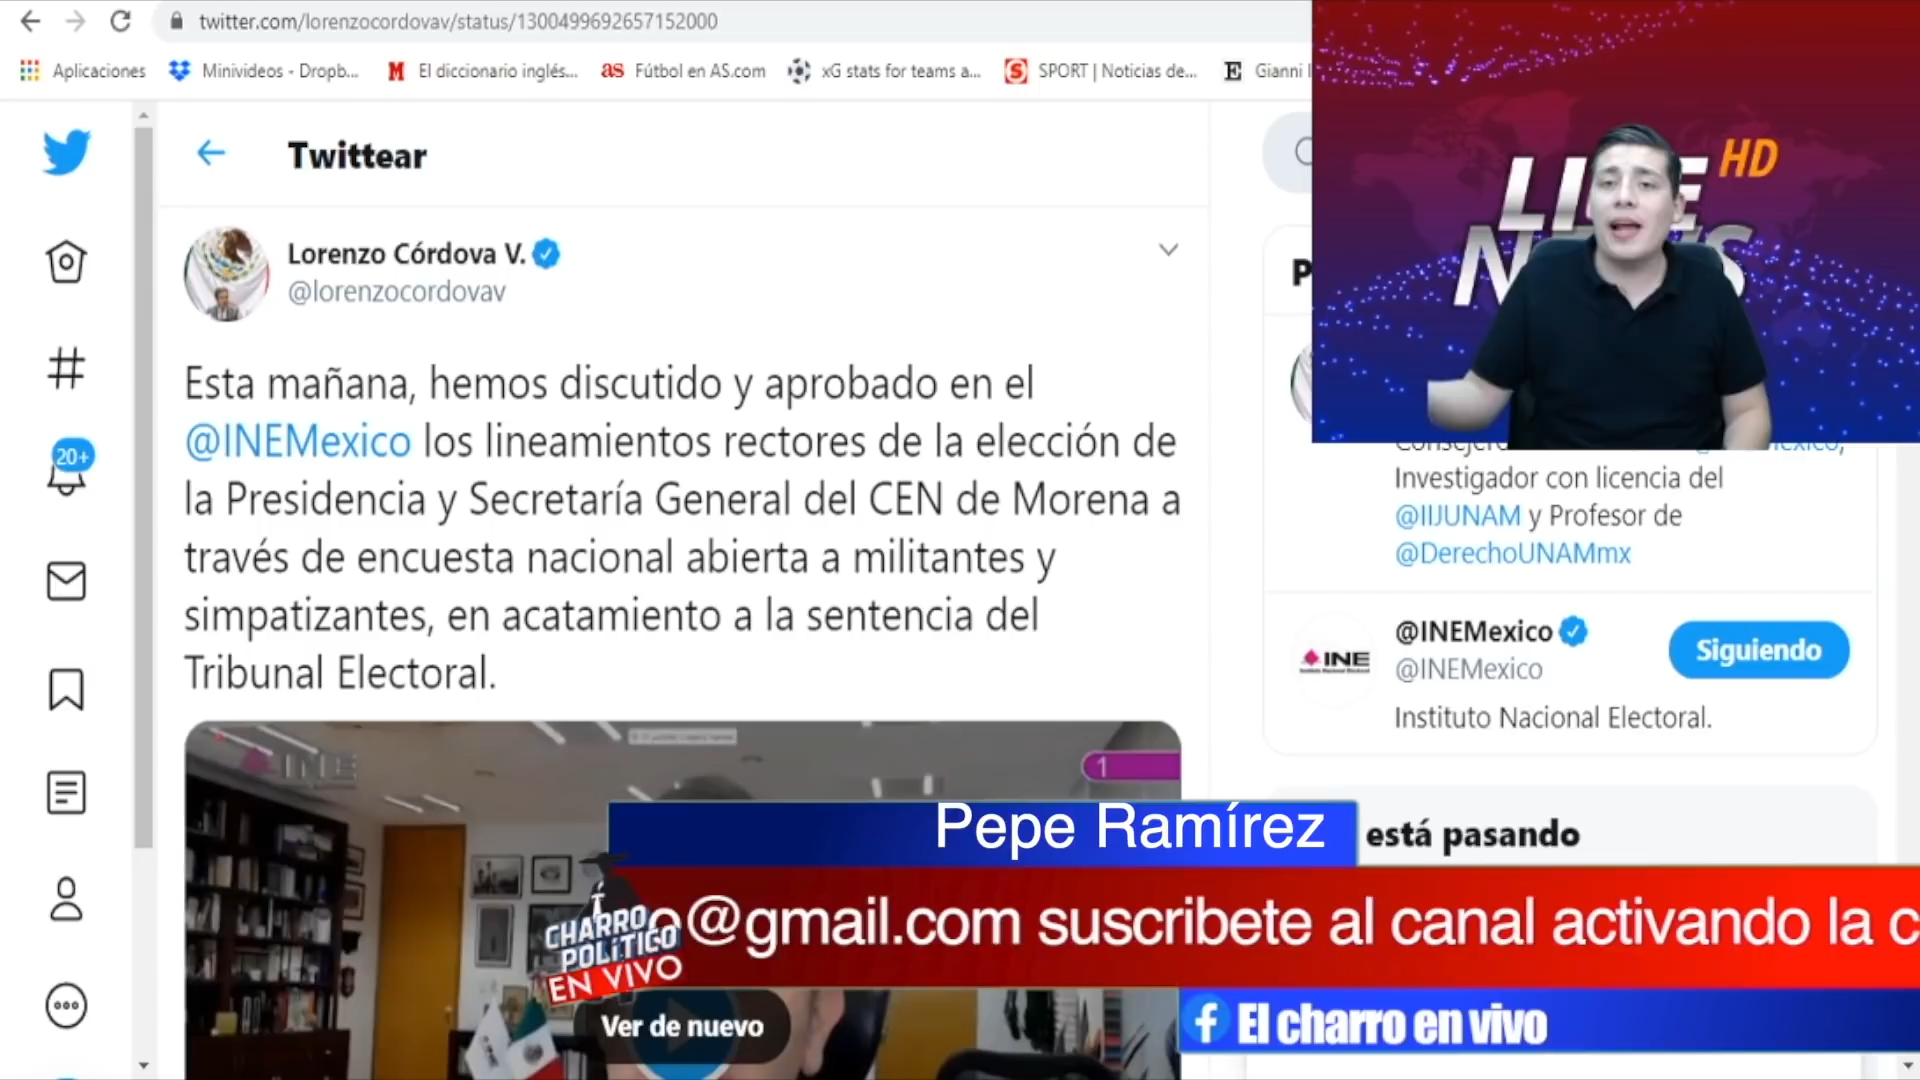 twitter.com/lorenzocordovav/status/1300499692657152000
Aplicaciones
Minivideos - Dropb...
El diccionario inglés...
as
Fútbol en AS.com
xG stats for teams a...
S
SPORT | Noticias de...
E
Gianni
HD
LI E
N S
Twittear
Lorenzo Córdova V.
@lorenzocordovav
Esta mañana, hemos discutido y aprobado en el
@INEMexico los lineamientos rectores de la elección de
la Presidencia y Secretaría General del CEN de Morena a
través de encuesta nacional abierta a militantes y
simpatizantes, en acatamiento a la sentencia del
Tribunal Electoral.
20+
P
Investigador con licencia del
@IIJUNAM y Profesor de
@DerechoUNAMmx
@INEMexico
@INEMexico
Siguiendo
INE
Instituto Nacional Electoral.
INE
1
está pasando
Pepe Ramírez
o@gmail.com suscribete al canal activando la c
CHARRO
POLÍTICO
EN VIVO
Ver de nuevo
El charro en vivo